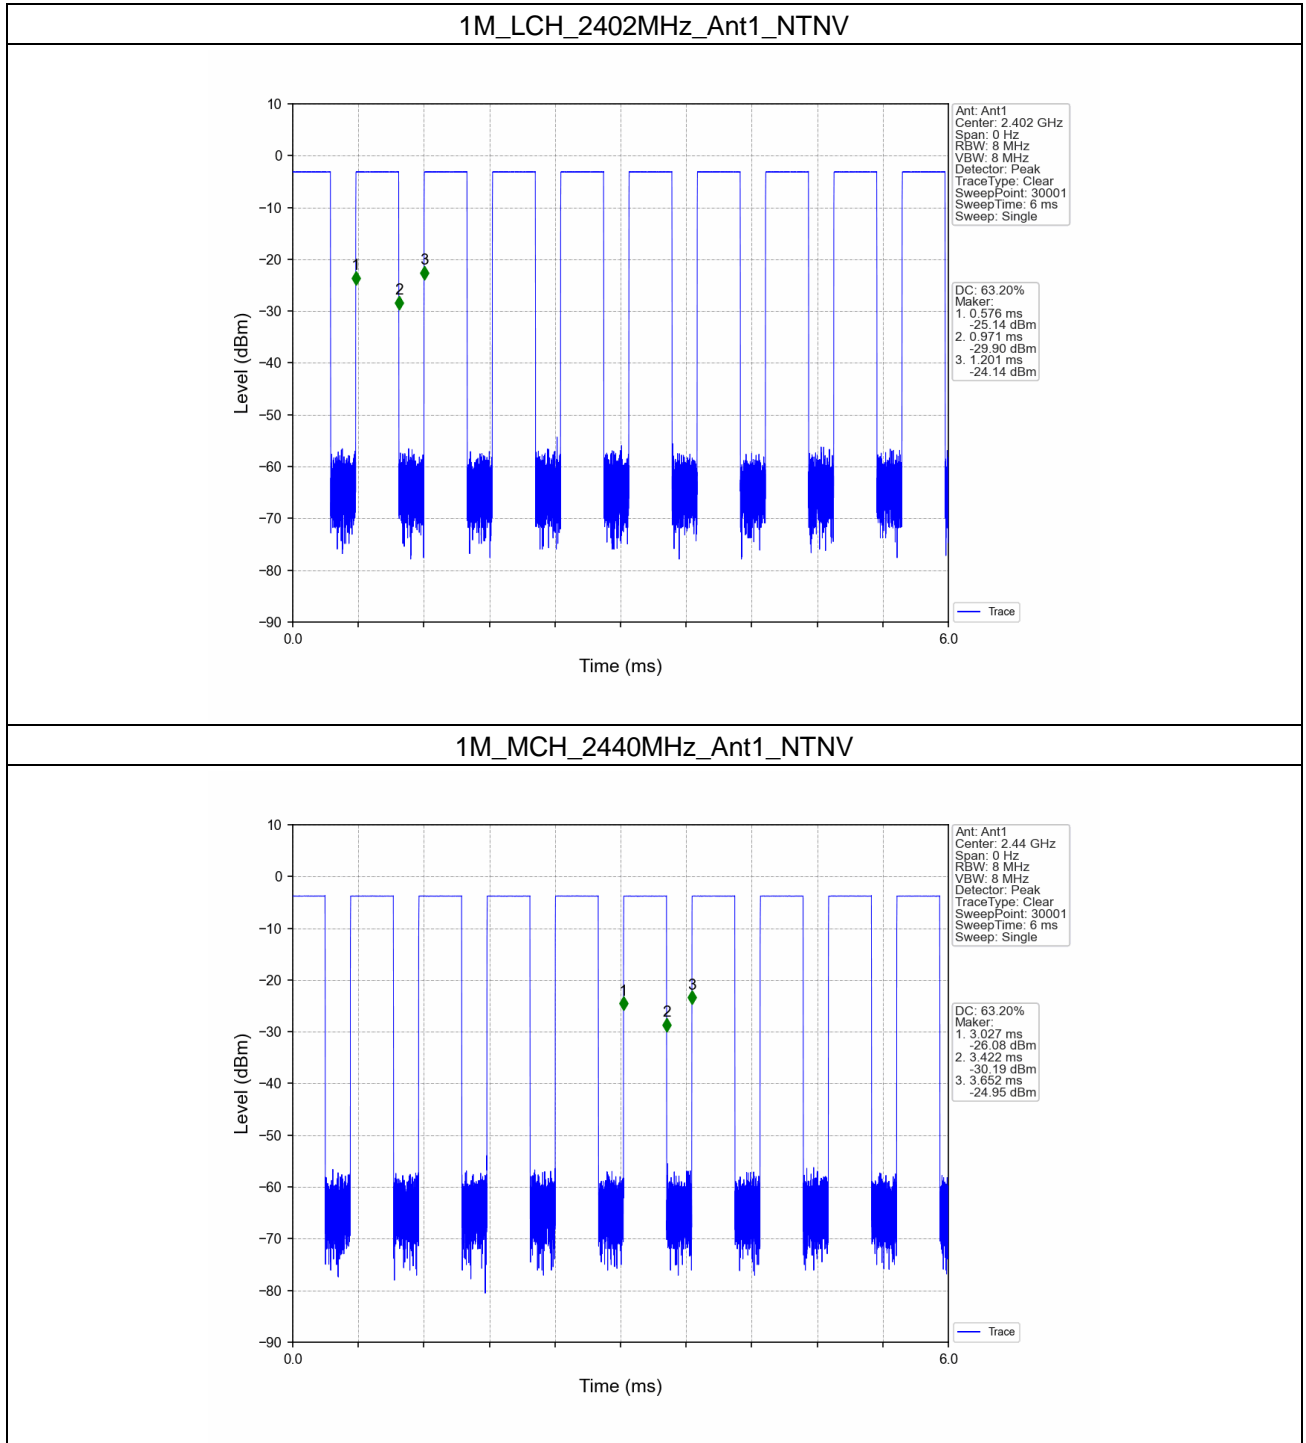 1M_LCH_2402MHz_Ant1_NTNV
10
0
−10
−20
−30
−40
−50
−60
−70
−80
−90
Level (dBm)
0.0
6.0
Time (ms)
1
2
3
Ant: Ant1
Center: 2.402 GHz
Span: 0 Hz
RBW: 8 MHz
VBW: 8 MHz
Detector: Peak
TraceType: Clear
SweepPoint: 30001
SweepTime: 6 ms
Sweep: Single
DC: 63.20%
Maker:
1. 0.576 ms
-25.14 dBm
2. 0.971 ms
-29.90 dBm
3. 1.201 ms
-24.14 dBm
Trace
1M_MCH_2440MHz_Ant1_NTNV
10
0
−10
−20
−30
−40
−50
−60
−70
−80
−90
Level (dBm)
0.0
6.0
Time (ms)
1
2
3
Ant: Ant1
Center: 2.44 GHz
Span: 0 Hz
RBW: 8 MHz
VBW: 8 MHz
Detector: Peak
TraceType: Clear
SweepPoint: 30001
SweepTime: 6 ms
Sweep: Single
DC: 63.20%
Maker:
1. 3.027 ms
-26.08 dBm
2. 3.422 ms
-30.19 dBm
3. 3.652 ms
-24.95 dBm
Trace